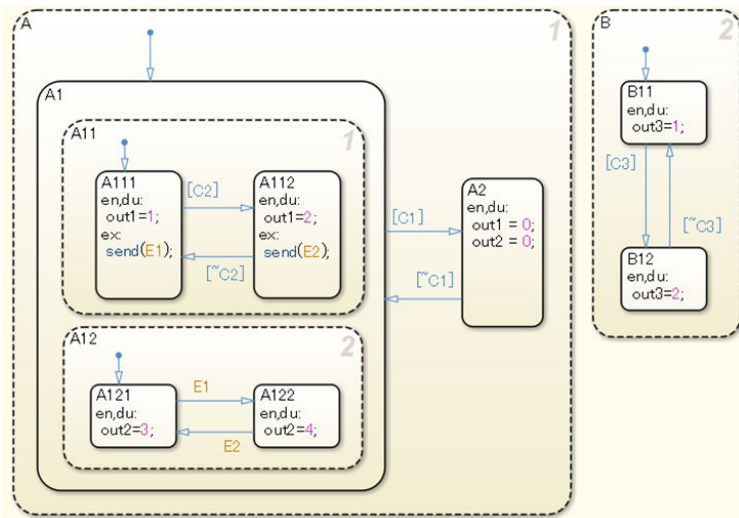 A
1
A1
A11
1
A111
en,du:
out1=1;
ex:
send(E1);
[C2]
[~C2]
A112
en,du:
out1=2;
ex:
send(E2);
A12
2
A121
en,du:
out2=3;
E1
E2
A122
en,du:
out2=4;
[C1]
[~C1]
A2
en,du:
out1 = 0;
out2 = 0;
B
2
B11
en,du:
out3=1;
[C3]
[~C3]
B12
en,du:
out3=2;